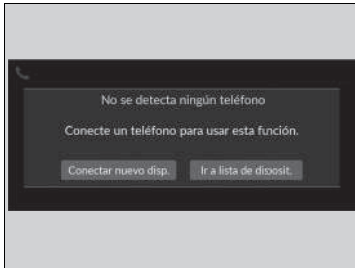 No se detecta ningún teléfono
Conecte un teléfono para usar esta función.
Conectar nuevo disp. Ir a lista de disposit.